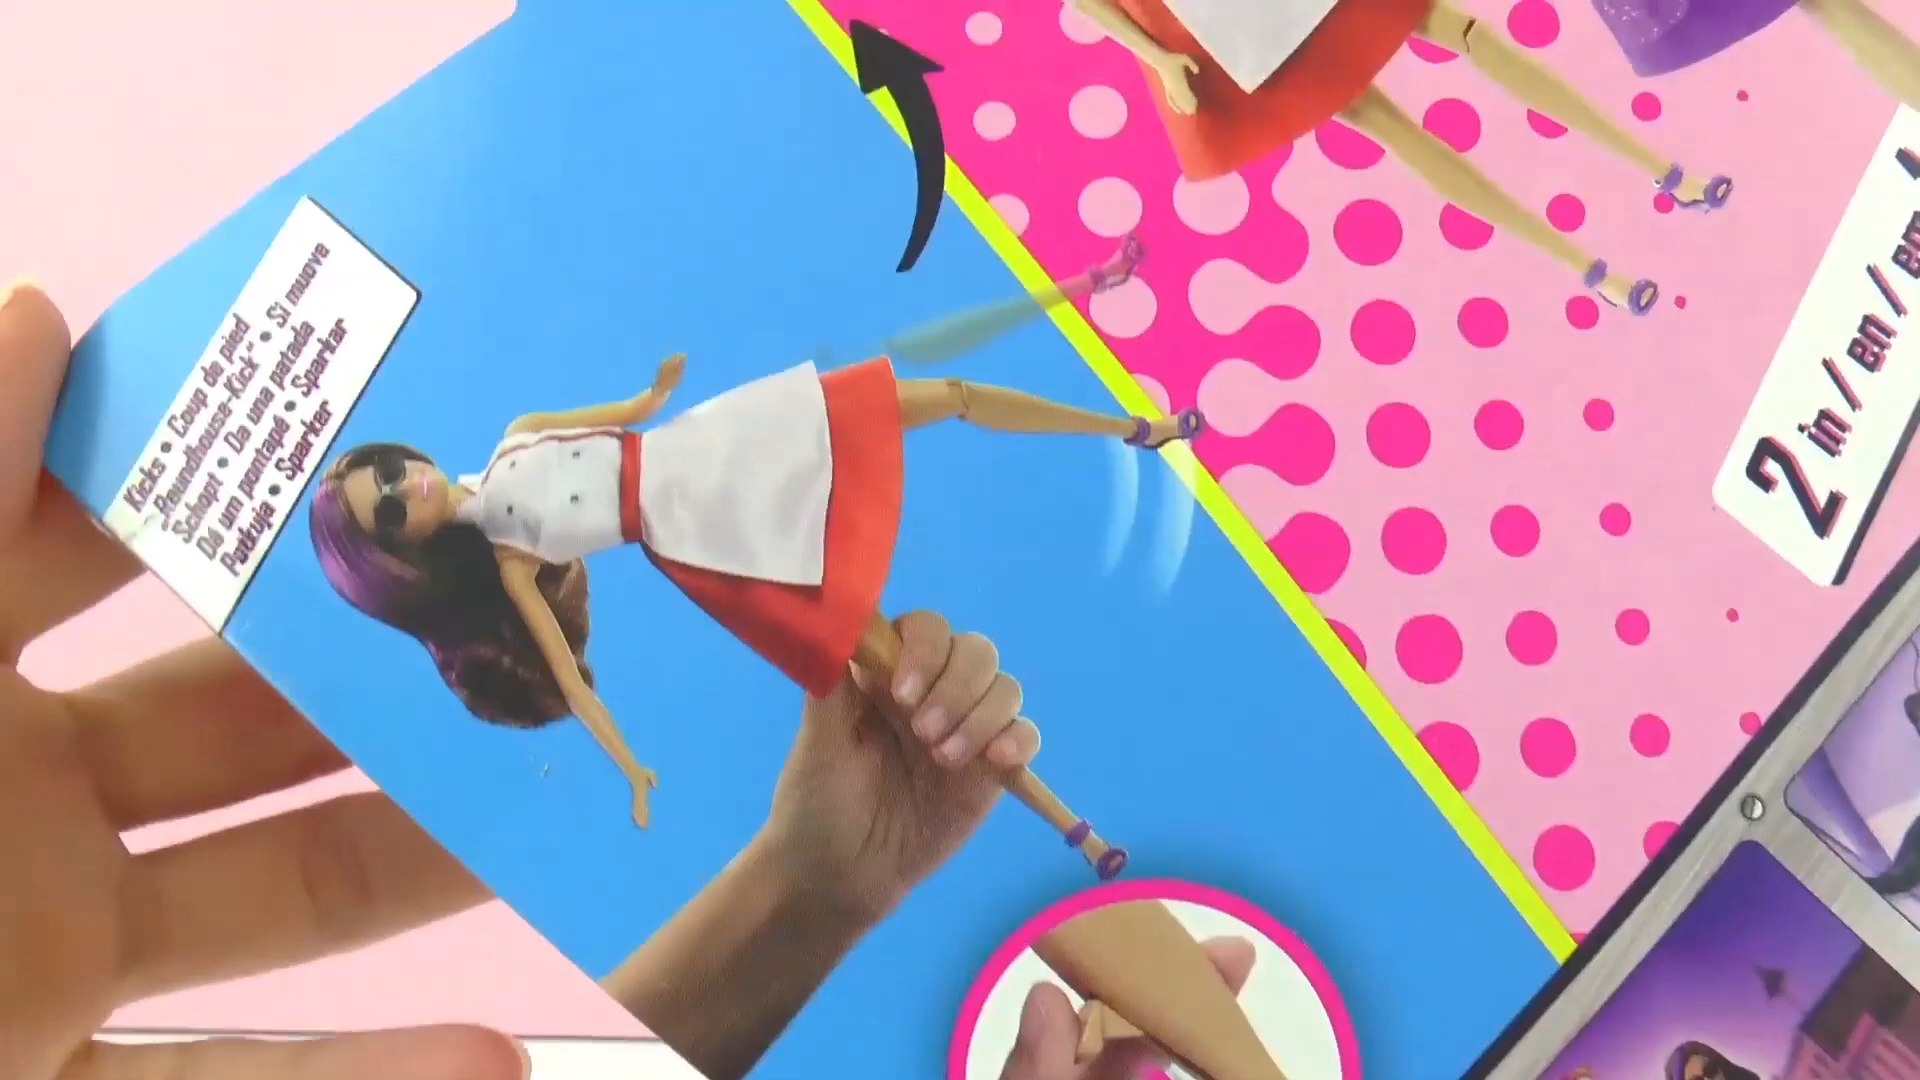 Kicks • Coup de pied
„Roundhouse-Kick“ • Si muove
Schopt • Da una patada
Dá um pontapé • Sparkar
Potkuja • Sparker
2 in / en / em 1